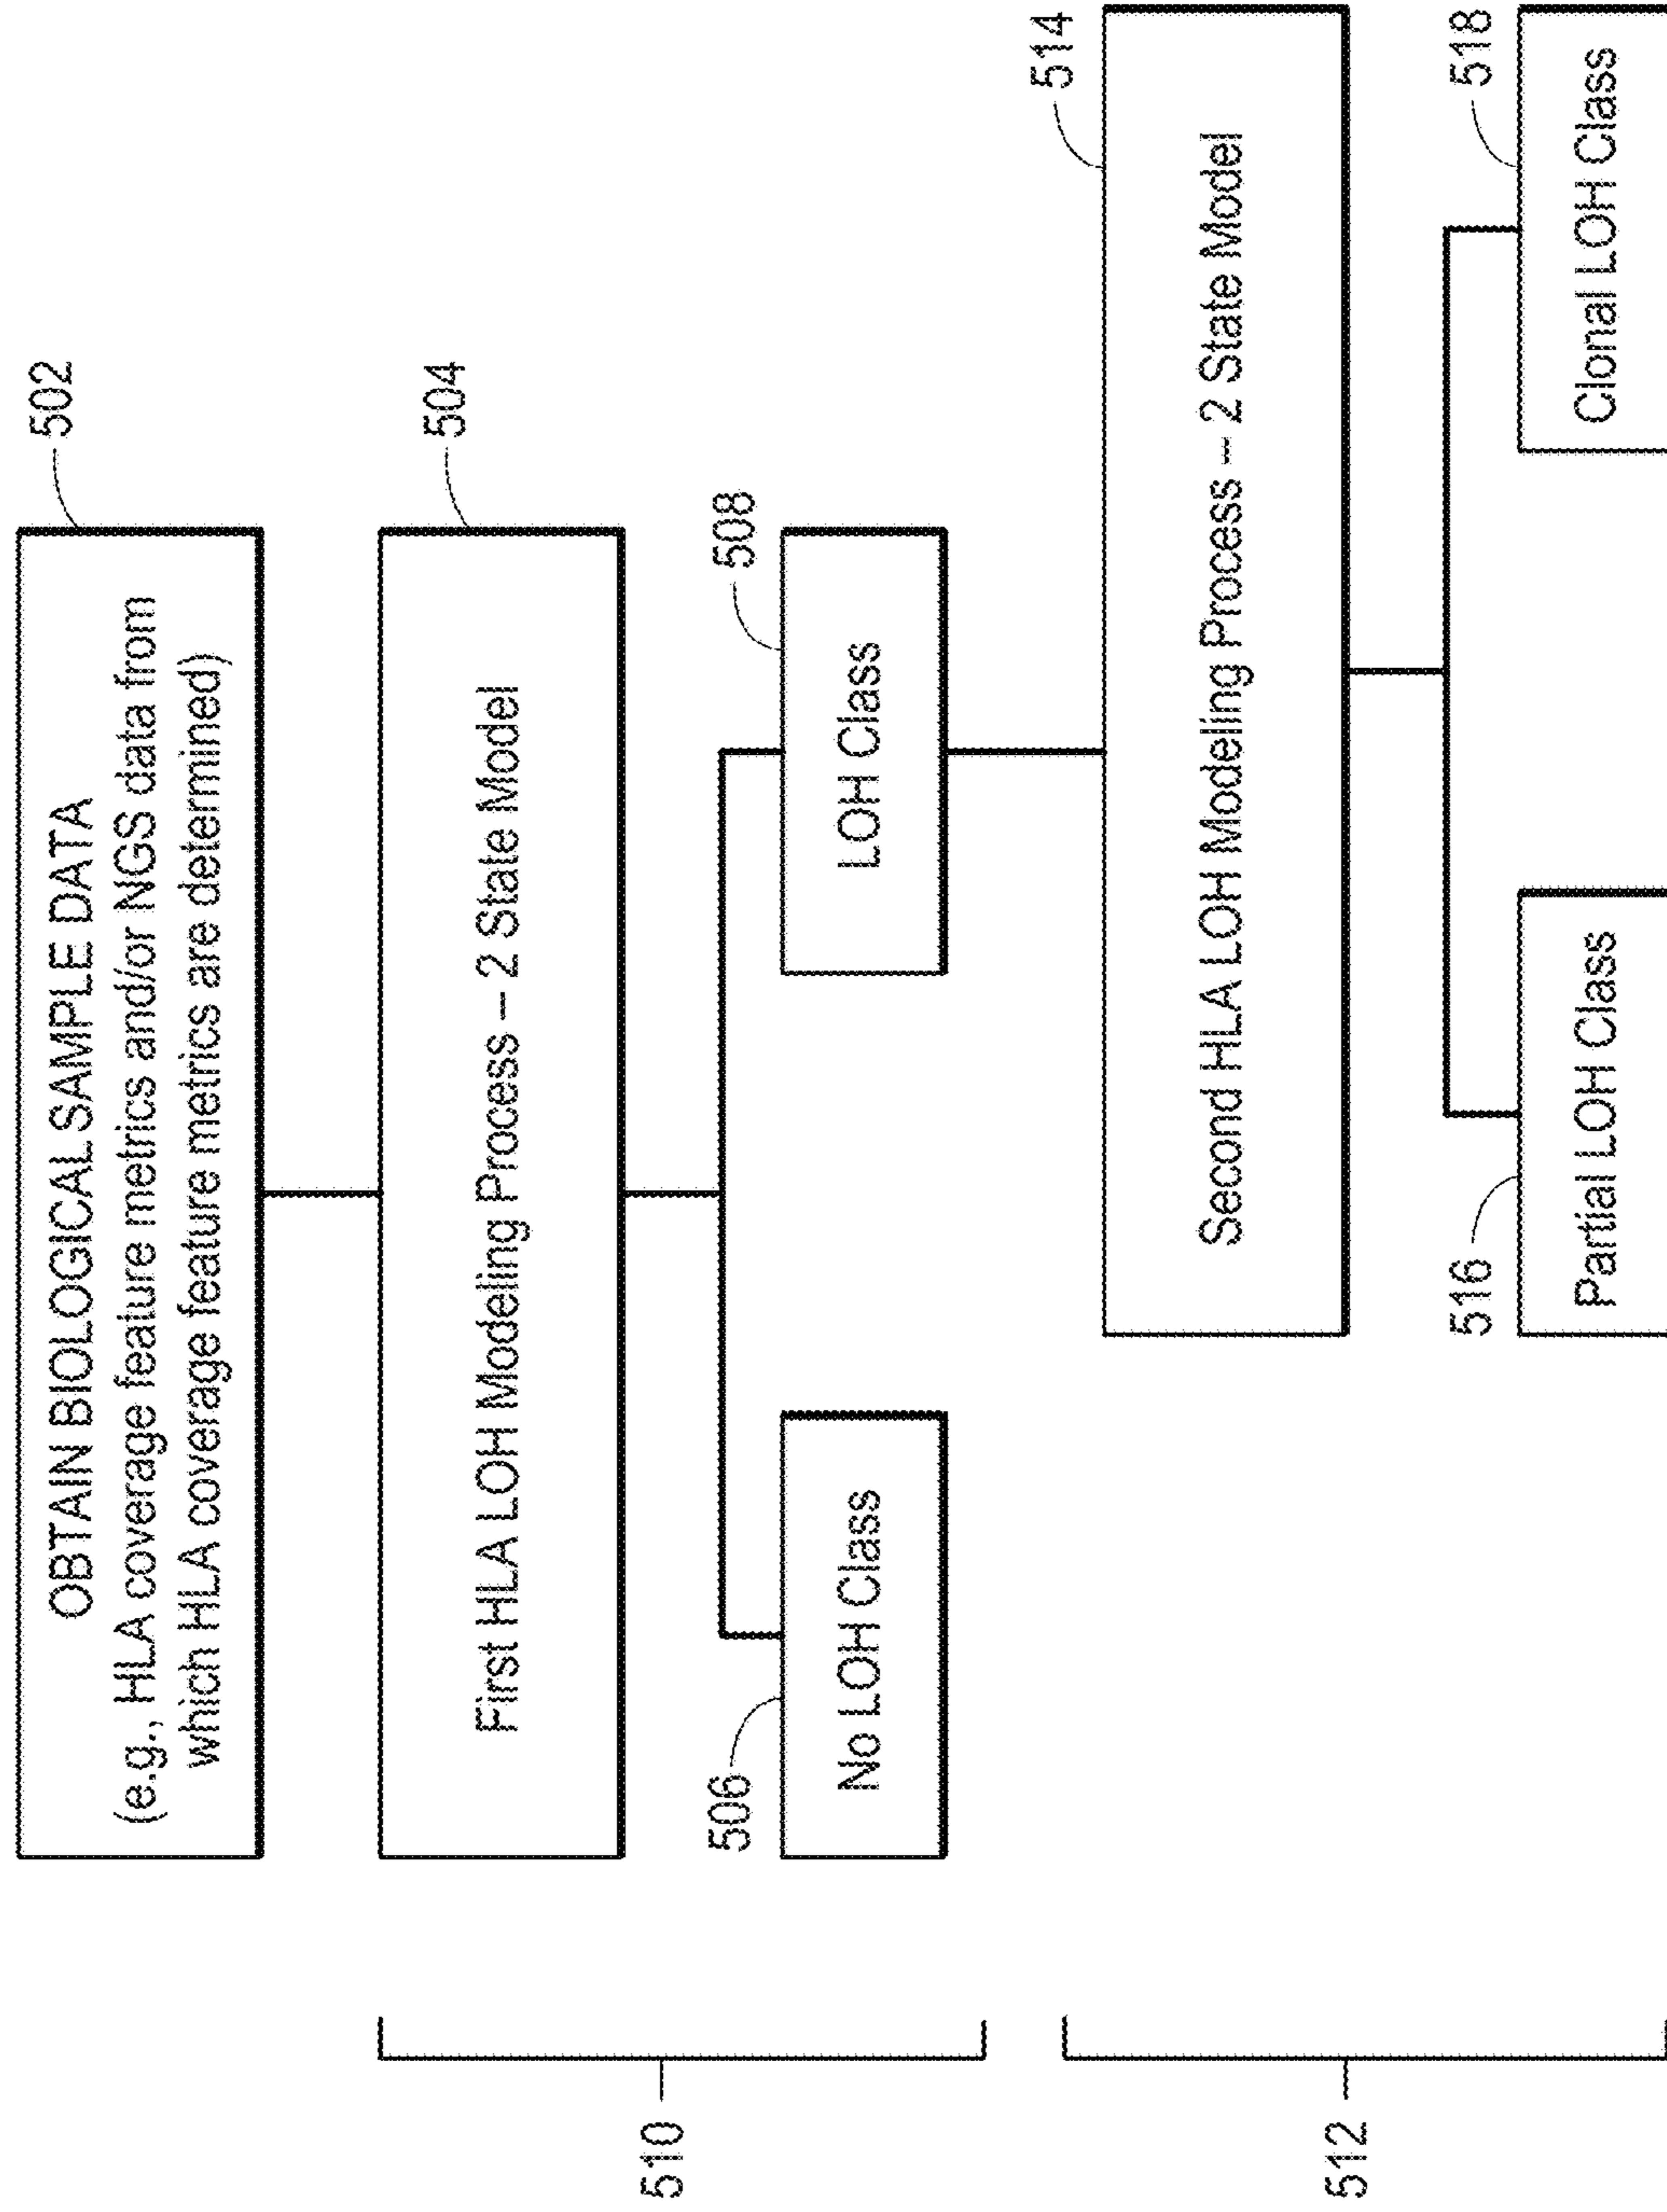 OBTAIN BIOLOGICAL SAMPLE DATA
(e.g., HLA coverage feature metrics and/or NGS data from
which HLA coverage feature metrics are determined)
502
First HLA LOH Modeling Process – 2 State Model
504
506
No LOH Class
508
LOH Class
510
514
Second HLA LOH Modeling Process – 2 State Model
516
Partial LOH Class
518
Clonal LOH Class
512